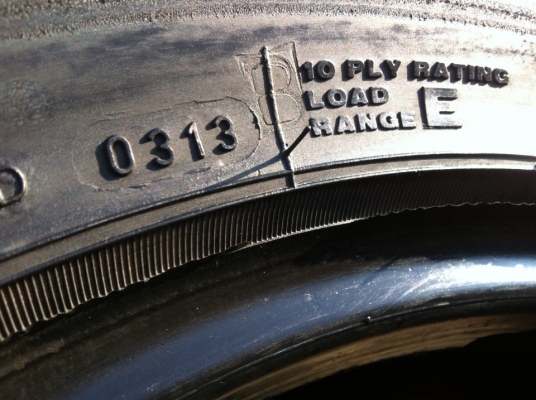 0313
10 PLY RATING
LOAD
RANGE E